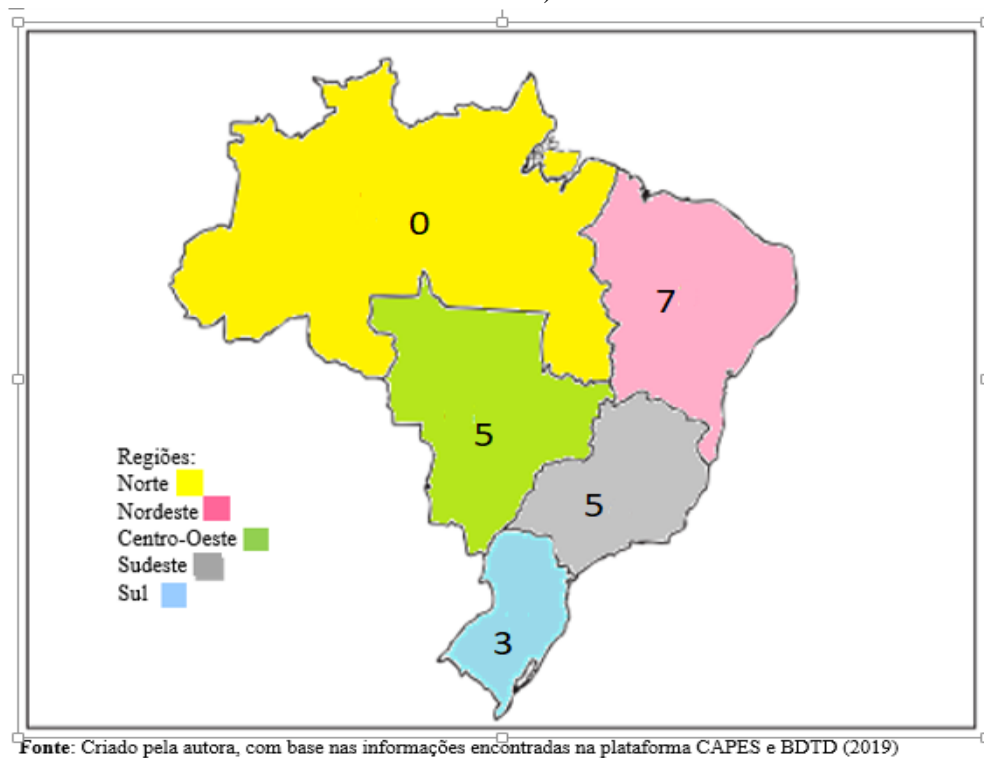 0
7
5
5
3
Regiões:
Norte
Nordeste
Centro-Oeste
Sudeste
Sul
Fonte: Criado pela autora, com base nas informações encontradas na plataforma CAPES e BDTD (2019)